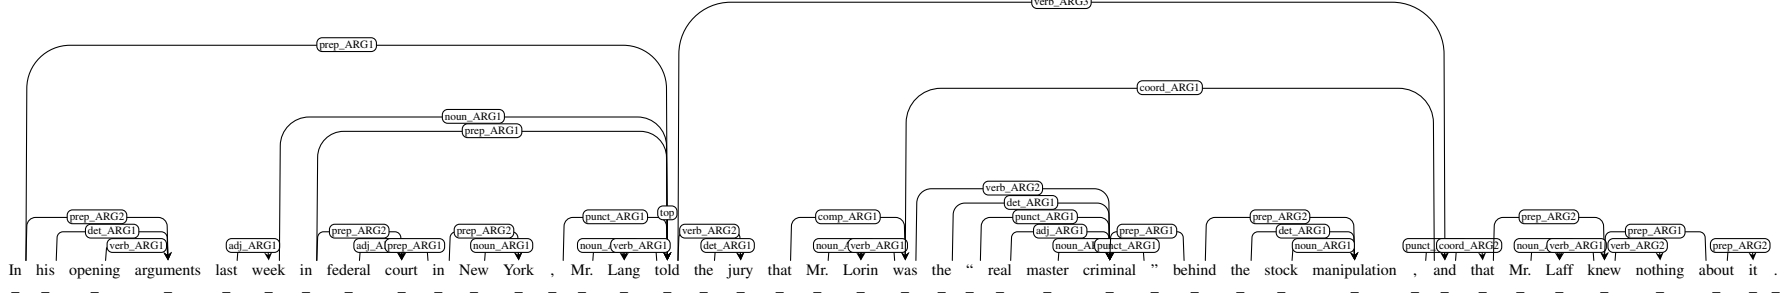 verb_ARG3
prep_ARG1
coord_ARG1
noun_ARG1
prep_ARG1
verb_ARG2
det_ARG1
prep_ARG2 punct_ARG1 top comp_ARG1 punct_ARG1 prep_ARG2 prep_ARG2
det_ARG1 prep_ARG2 prep_ARG2 verb_ARG2 adj_ARG1 prep_ARG1 det_ARG1 prep_ARG1
verb_ARG1 adj_ARG1 prep_ARG1 noun_ARG1 verb_ARG1 det_ARG1 verb_ARG1 punct_ARG1 noun_ARG1 coord_ARG2 verb_ARG1 verb_ARG2 prep_ARG2
In his opening arguments last week in federal court in New York , Mr. Lang told the jury that Mr. Lorin was the “ real master criminal ” behind the stock manipulation , and that Mr. Laff knew nothing about it .
_ _ _ _ _ _ _ _ _ _ _ _ _ _ _ _ _ _ _ _ _ _ _ _ _ _ _ _ _ _ _ _ _ _ _ _ _ _ _ _ _ _